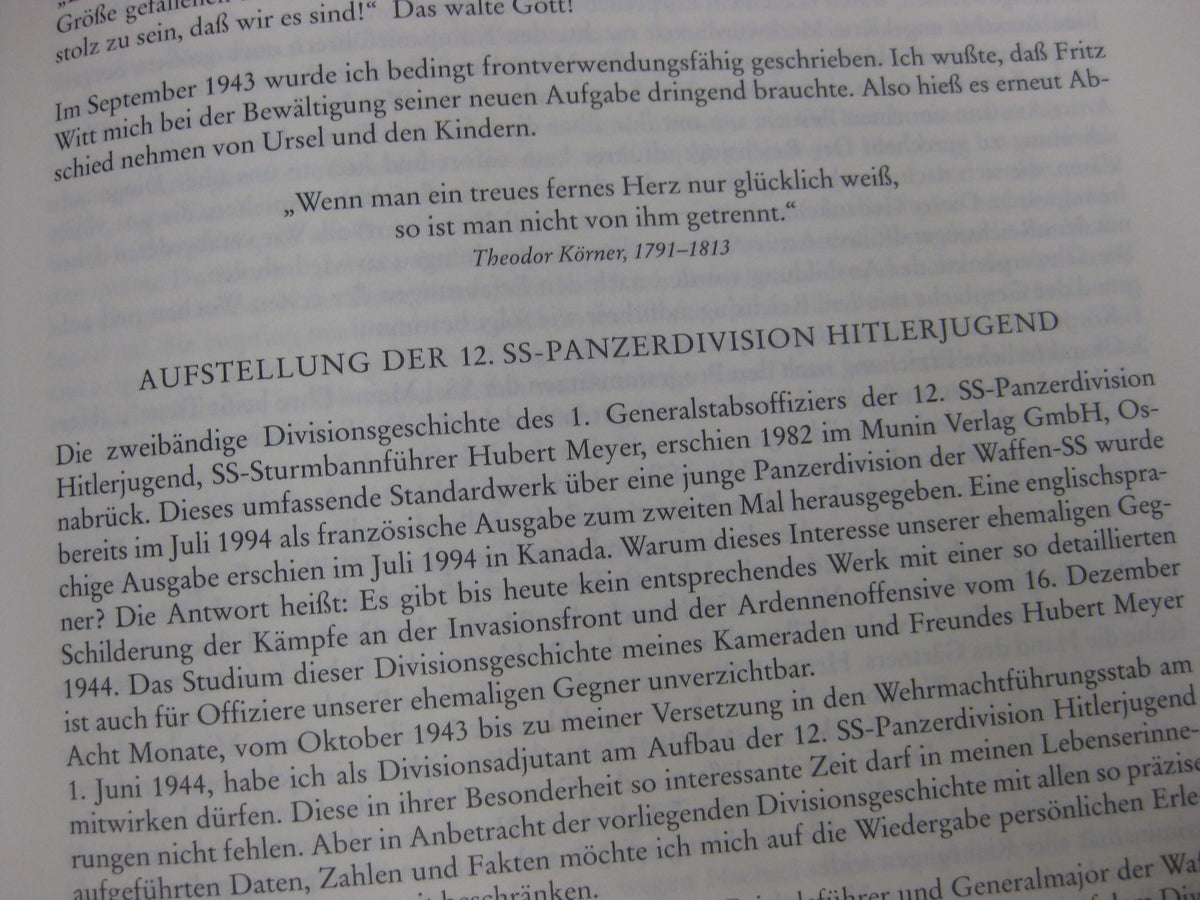 Größe gefallenen
stolz zu sein, daß wir es sind!“ Das walte Gott!
Im September 1943 wurde ich bedingt frontverwendungsfähig geschrieben. Ich wußte, daß Fritz
Witt mich bei der Bewältigung seiner neuen Aufgabe dringend brauchte. Also hieß es erneut Ab-
schied nehmen von Ursel und den Kindern.
„Wenn man ein treues fernes Herz nur glücklich weiß,
so ist man nicht von ihm getrennt.“
Theodor Körner, 1791–1813
AUFSTELLUNG DER 12. SS-PANZERDIVISION HITLERJUGEND
Die zweibändige Divisionsgeschichte des 1. Generalstabsoffiziers der 12. SS-Panzerdivision
Hitlerjugend, SS-Sturmbannführer Hubert Meyer, erschien 1982 im Munin Verlag GmbH, Os-
nabrück. Dieses umfassende Standardwerk über eine junge Panzerdivision der Waffen-SS wurde
bereits im Juli 1994 als französische Ausgabe zum zweiten Mal herausgegeben. Eine englischspra-
chige Ausgabe erschien im Juli 1994 in Kanada. Warum dieses Interesse unserer ehemaligen Geg-
ner? Die Antwort heißt: Es gibt bis heute kein entsprechendes Werk mit einer so detaillierten
Schilderung der Kämpfe an der Invasionsfront und der Ardennenoffensive vom 16. Dezember
1944. Das Studium dieser Divisionsgeschichte meines Kameraden und Freundes Hubert Meyer
ist auch für Offiziere unserer ehemaligen Gegner unverzichtbar.
Acht Monate, vom Oktober 1943 bis zu meiner Versetzung in den Wehrmachtführungsstab am
1. Juni 1944, habe ich als Divisionsadjutant am Aufbau der 12. SS-Panzerdivision Hitlerjugend
mitwirken dürfen. Diese in ihrer Besonderheit so interessante Zeit darf in meinen Lebenserinne-
rungen nicht fehlen. Aber in Anbetracht der vorliegenden Divisionsgeschichte mit allen so präzise
aufgeführten Daten, Zahlen und Fakten möchte ich mich auf die Wiedergabe persönlichen Erle-
beschränken.
und Generalmajor der